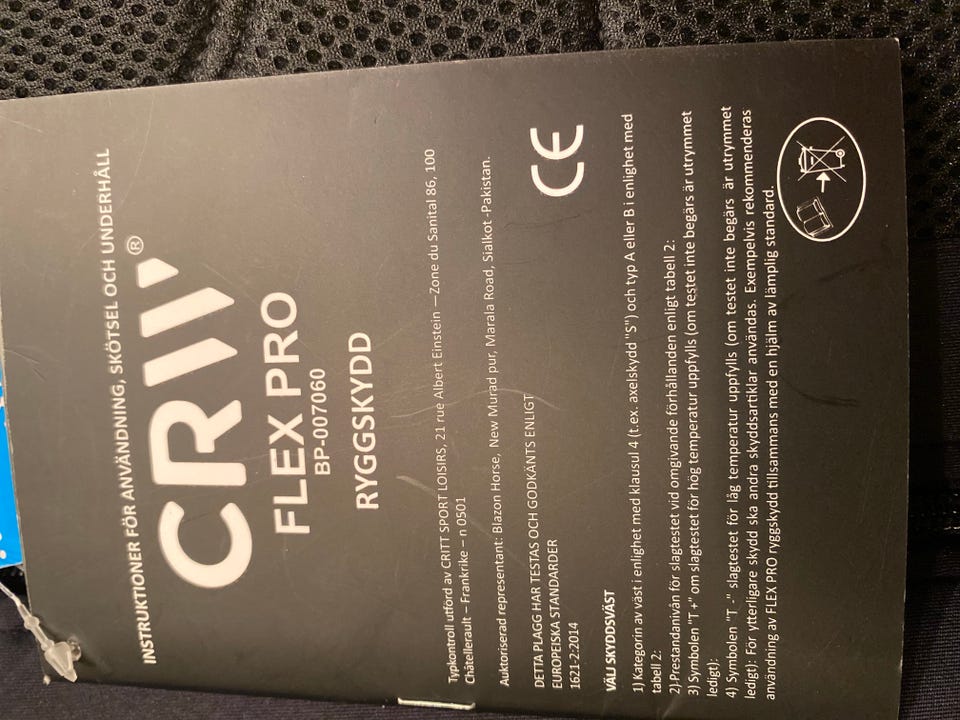 INSTRUKTIONER FÖR ANVÄNDNING, SKÖTSEL OCH UNDERHÅLL
CRW®
FLEX PRO
BP-007060
RYGGSKYDD
Typkontroll utförd av CRITT SPORT LOISIRS, 21 rue Albert Einstein —Zone du Sanital 86, 100
Châtellerault – Frankrike – n 0501
Autoriserad representant: Blazon Horse, New Murad pur, Marala Road, Sialkot -Pakistan.
DETTA PLAGG HAR TESTAS OCH GODKÄNTS ENLIGT
EUROPEISKA STANDARDER
1621-2:2014
CE
VÄLJ SKYDDSVÄST
1) Kategorin av väst i enlighet med klausul 4 (t.ex. axelskydd "S") och typ A eller B i enlighet med
tabell 2:
2).Prestandanivån för slagtestet vid omgivande förhållanden enligt tabell 2:
3) Symbolen "T +" om slagtestet för hög temperatur uppfylls (om testet inte begärs är utrymmet
ledigt):
4) Symbolen "T -" slagtestet för låg temperatur uppfylls (om testet inte begärs är utrymmet
ledigt): För ytterligare skydd ska andra skyddsartiklar användas. Exempelvis rekommenderas
användning av FLEX PRO ryggskydd tillsammans med en hjälm av lämplig standard.